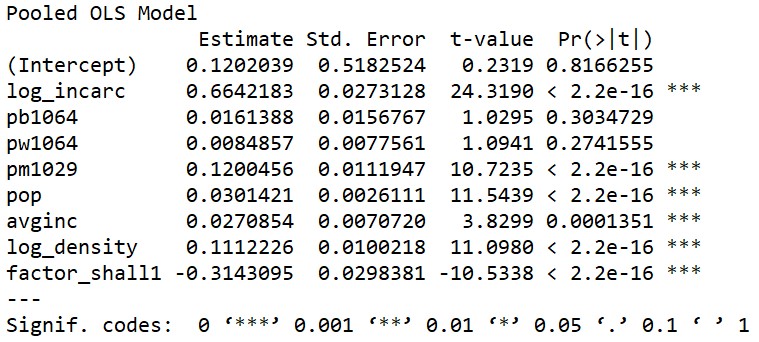 Pooled OLS Model
Estimate Std. Error t-value Pr(>|t|)
(Intercept) 0.1202039 0.5182524 0.2319 0.8166255
log_incarc 0.6642183 0.0273128 24.3190 < 2.2e-16 ***
pb1064 0.0161388 0.0156767 1.0295 0.3034729
pw1064 0.0084857 0.0077561 1.0941 0.2741555
pm1029 0.1200456 0.0111947 10.7235 < 2.2e-16 ***
pop 0.0301421 0.0026111 11.5439 < 2.2e-16 ***
avginc 0.0270854 0.0070720 3.8299 0.0001351 ***
log_density 0.1112226 0.0100218 11.0980 < 2.2e-16 ***
factor_shall1 -0.3143095 0.0298381 -10.5338 < 2.2e-16 ***
---
Signif. codes: 0 ‘***’ 0.001 ‘**’ 0.01 ‘*’ 0.05 ‘.’ 0.1 ‘ ’ 1